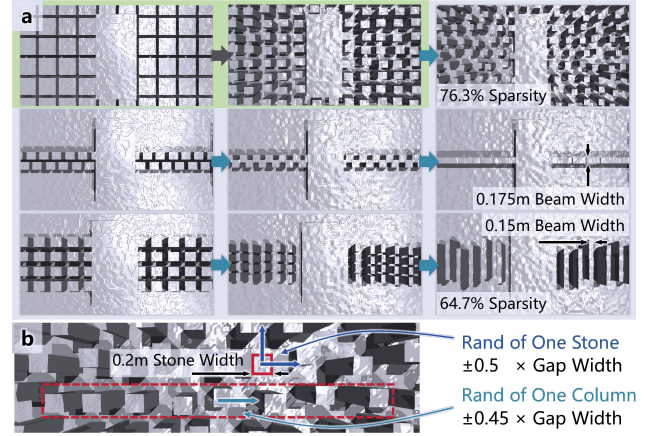 a
76.3% Sparsity
0.175m Beam Width
0.15m Beam Width
64.7% Sparsity
b
0.2m Stone Width
Rand of One Stone
±0.5 × Gap Width
Rand of One Column
±0.45 × Gap Width